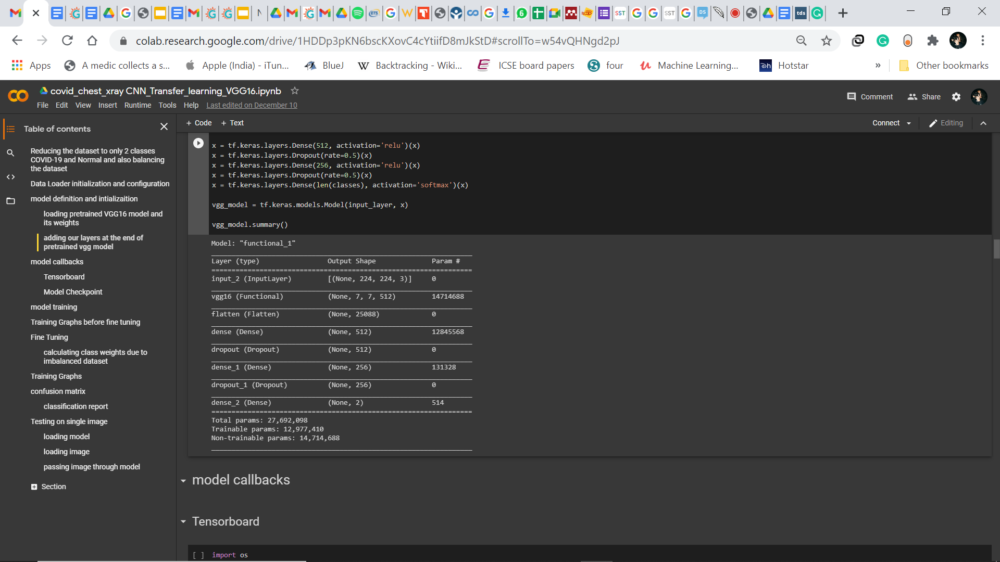 colab.research.google.com/drive/1HDDp3pKN6bscKXovC4cYtiifD8mJkStD#scrollTo=w54vQHNgd2pJ
Apps A medic collects a s... Apple (India) - iTun... BlueJ Backtracking - Wiki... ICSE board papers four Machine Learning... Hotstar » Other bookmarks
covid_chest_xray CNN_Transfer_learning_VGG16.ipynb
File Edit View Insert Runtime Tools Help Last edited on December 10
Comment Share
+ Code + Text
Connect Editing
Table of contents
Reducing the dataset to only 2 classes
COVID-19 and Normal and also balancing
the dataset
Data Loader initialization and configuration
model definition and intializaition
loading pretrained VGG16 model and
its weights
adding our layers at the end of
pretrained vgg model
model callbacks
Tensorboard
Model Checkpoint
model training
Training Graphs before fine tuning
Fine Tuning
calculating class weights due to
imbalanced dataset
Training Graphs
confusion matrix
classification report
Testing on single image
loading model
loading image
passing image through model
Section
x = tf.keras.layers.Dense(512, activation='relu')(x)
x = tf.keras.layers.Dropout(rate=0.5)(x)
x = tf.keras.layers.Dense(256, activation='relu')(x)
x = tf.keras.layers.Dropout(rate=0.5)(x)
x = tf.keras.layers.Dense(len(classes), activation='softmax')(x)
vgg_model = tf.keras.models.Model(input_layer, x)
vgg_model.summary()
Model: "functional_1"
Layer (type) Output Shape Param #
input_2 (InputLayer) [(None, 224, 224, 3)] 0
vgg16 (Functional) (None, 7, 7, 512) 14714688
flatten (Flatten) (None, 25088) 0
dense (Dense) (None, 512) 12845568
dropout (Dropout) (None, 512) 0
dense_1 (Dense) (None, 256) 131328
dropout_1 (Dropout) (None, 256) 0
dense_2 (Dense) (None, 2) 514
Total params: 27,692,098
Trainable params: 12,977,410
Non-trainable params: 14,714,688
model callbacks
Tensorboard
[ ] import os